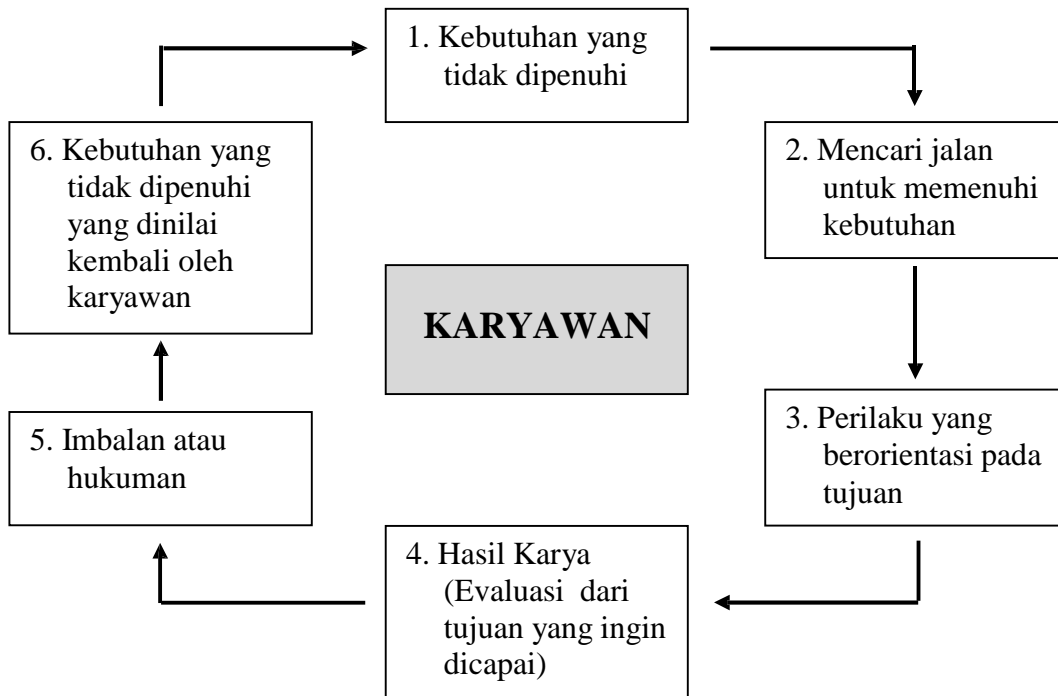 1. Kebutuhan yang
tidak dipenuhi
2. Mencari jalan
untuk memenuhi
kebutuhan
3. Perilaku yang
berorientasi pada
tujuan
4. Hasil Karya
(Evaluasi dari
tujuan yang ingin
dicapai)
5. Imbalan atau
hukuman
6. Kebutuhan yang
tidak dipenuhi
yang dinilai
kembali oleh
karyawan
KARYAWAN